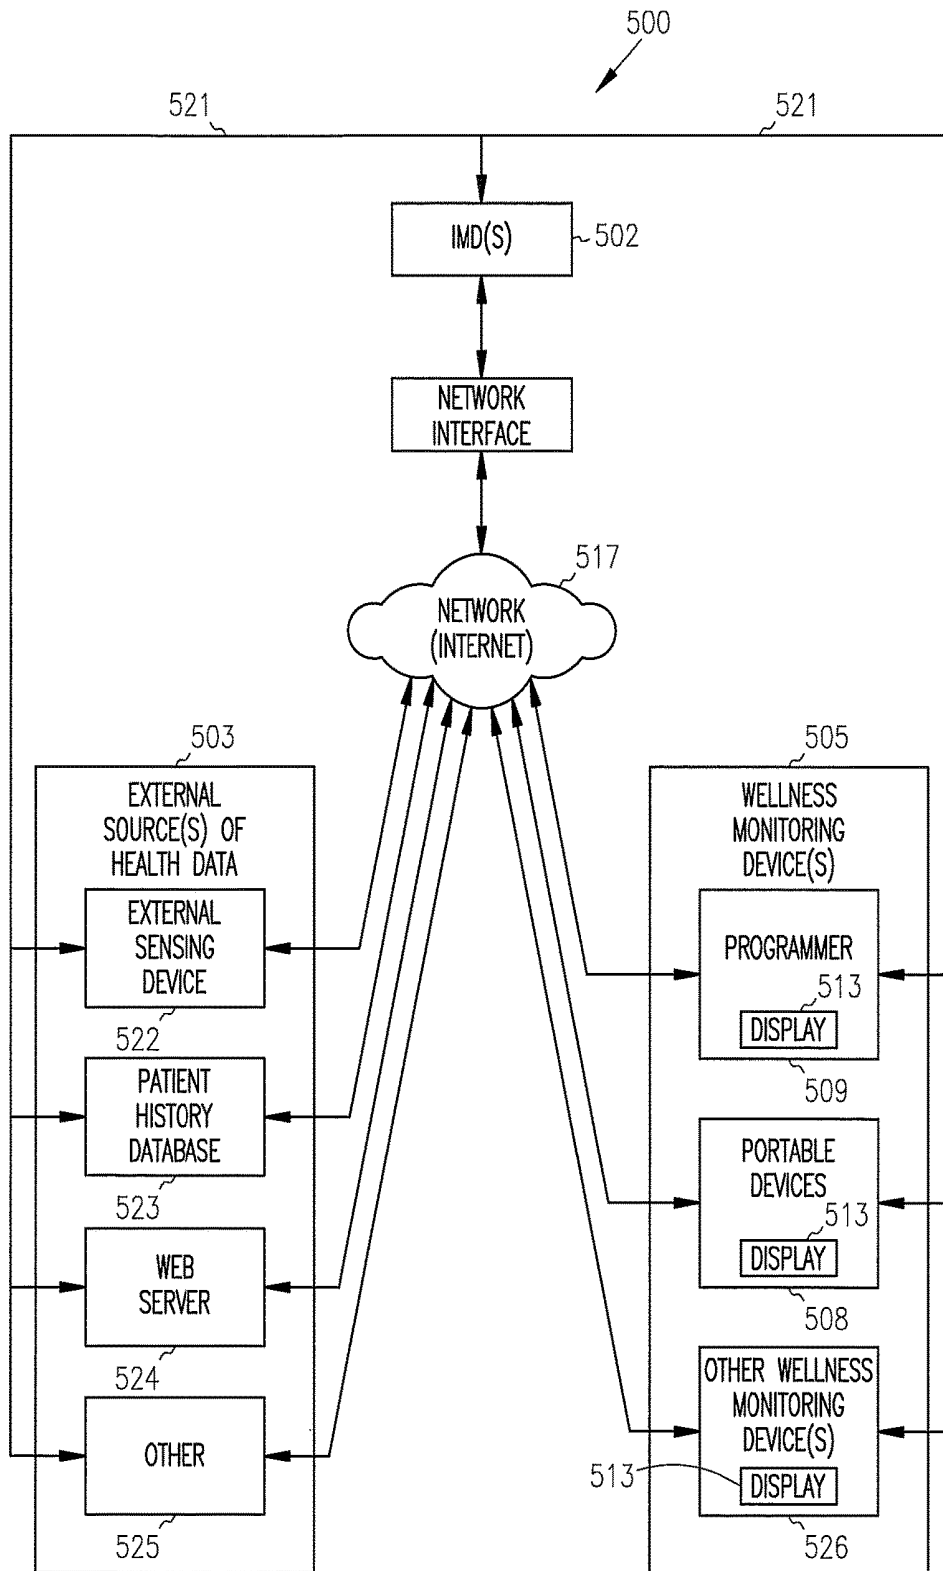 500
521
521
IMD(S)
502
NETWORK
INTERFACE
517
NETWORK
(INTERNET)
503
EXTERNAL
SOURCE(S) OF
HEALTH DATA
EXTERNAL
SENSING
DEVICE
522
PATIENT
HISTORY
DATABASE
523
WEB
SERVER
524
OTHER
525
505
WELLNESS
MONITORING
DEVICE(S)
PROGRAMMER
513
DISPLAY
509
PORTABLE
DEVICES
513
DISPLAY
508
OTHER WELLNESS
MONITORING
DEVICE(S)
513
DISPLAY
526